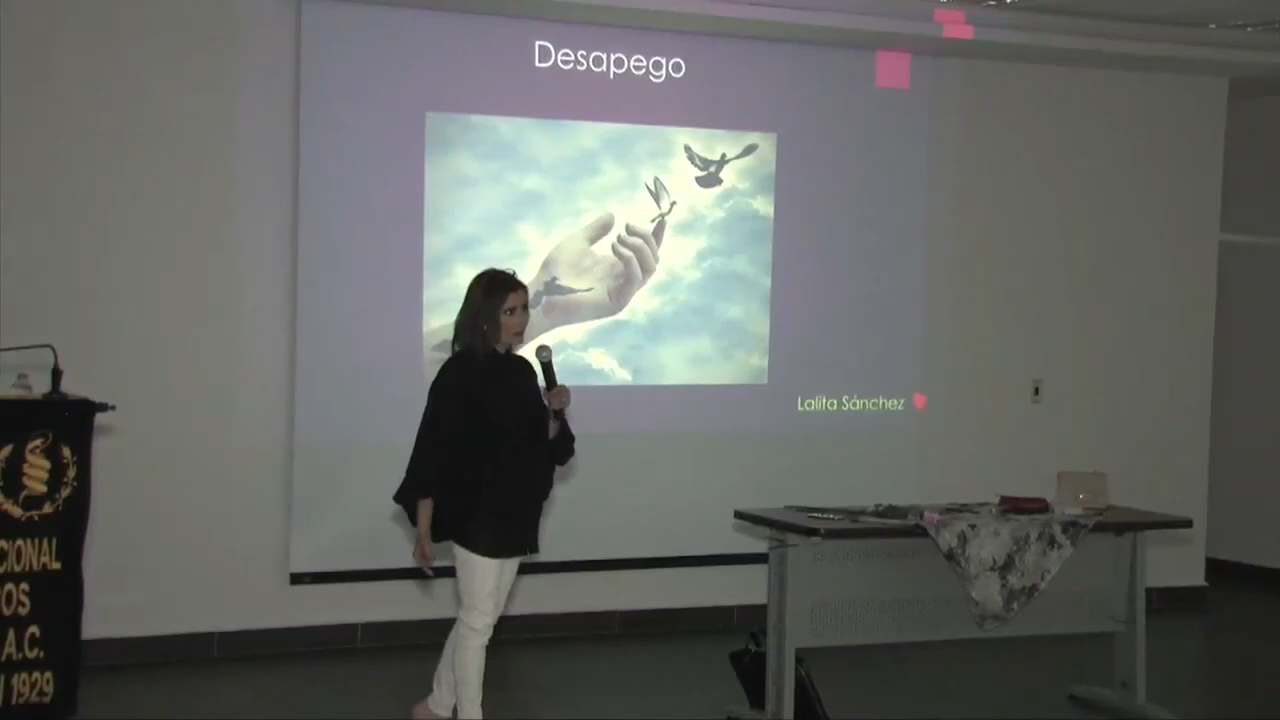 Desapego
Lalita Sánchez
CIONAL
OS
A.C.
1929